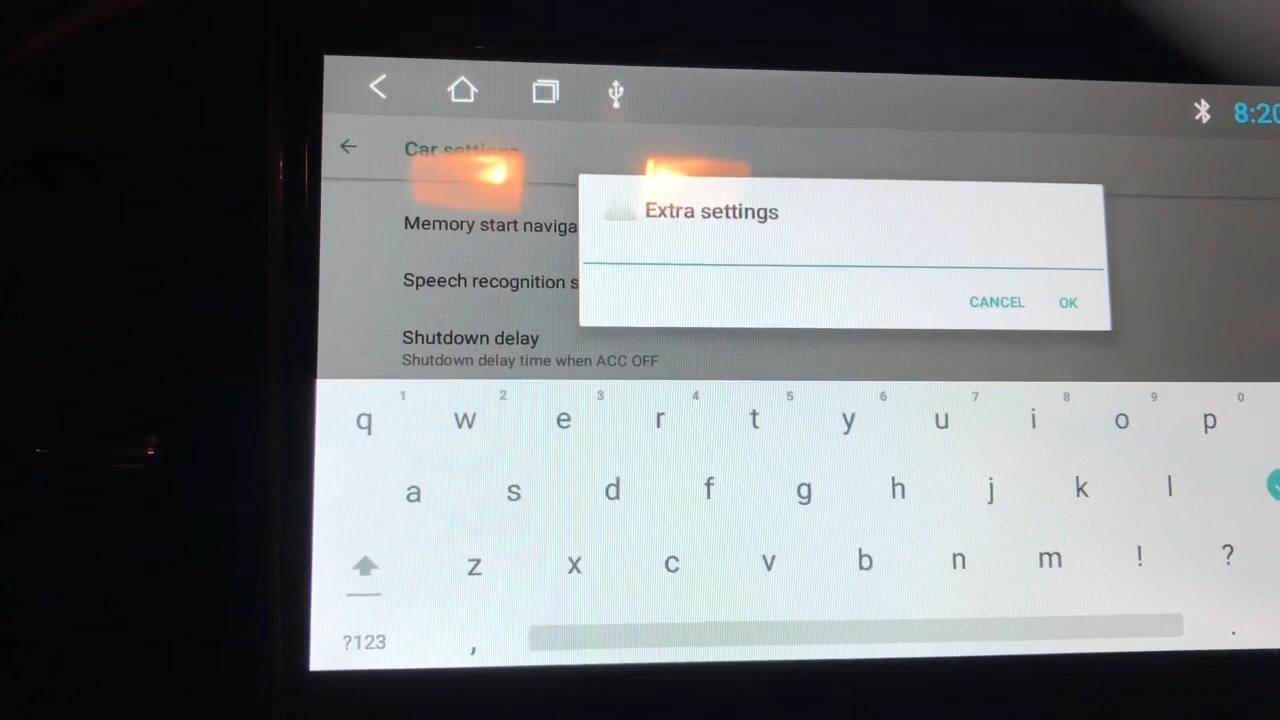 8:20
Car settings
Extra settings
Memory start naviga
Speech recognition s
CANCEL OK
Shutdown delay
Shutdown delay time when ACC OFF
1 2 3 4 5 6 7 8 9 0
q w e r t y u i o p
a s d f g h j k l
z x c v b n m ! ?
?123 , .